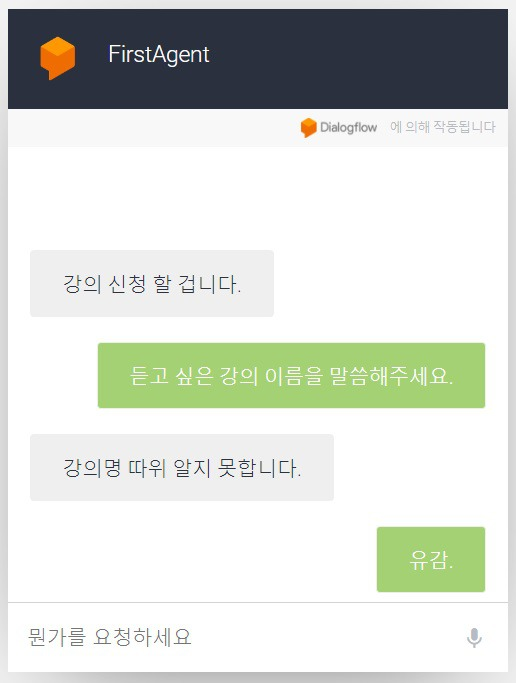 FirstAgent
Dialogflow 에 의해 작동됩니다
강의 신청 할 겁니다.
듣고 싶은 강의 이름을 말씀해주세요.
강의명 따위 알지 못합니다.
유감.
뭔가를 요청하세요